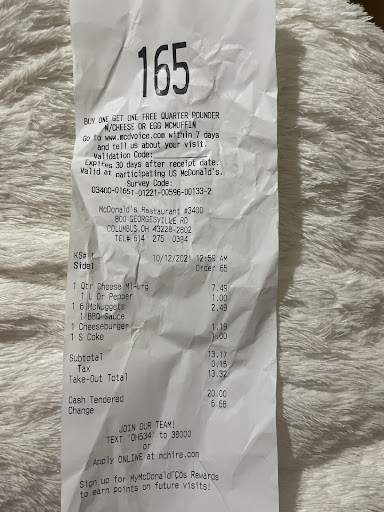 165
BUY ONE GET ONE FREE QUARTER POUNDER
W/CHEESE OR EGG MCMUFFIN
Go to www.mcdvoice.com within 7 days
and tell us about your visit.
Validation Code:
Expires 30 days after receipt date.
Valid at participating US McDonald's.
Survey Code:
03400-01651-01221-00596-00133-2
McDonald's Restaurant #3400
800 GEORGESVILLE RD
COLUMBUS,OH 43228-2802
TEL# 614 275 0384
KS# 1 10/12/2021 12:59 AM
Side1 Order 65
1 Qtr Cheese Ml-Lrg 7.49
1 L Dr Pepper 1.00
1 6 McNuggets 2.49
1 BBQ Sauce
1 Cheeseburger 1.19
1 S Coke 1.00
Subtotal 13.17
Tax 0.15
Take-Out Total 13.32
Cash Tendered 20.00
Change 6.68
JOIN OUR TEAM!
TEXT "OH534" to 38000
or
Apply ONLINE at mchire.com
Sign up for MyMcDonaldΓÇÖs Rewards
to earn points on future visits!